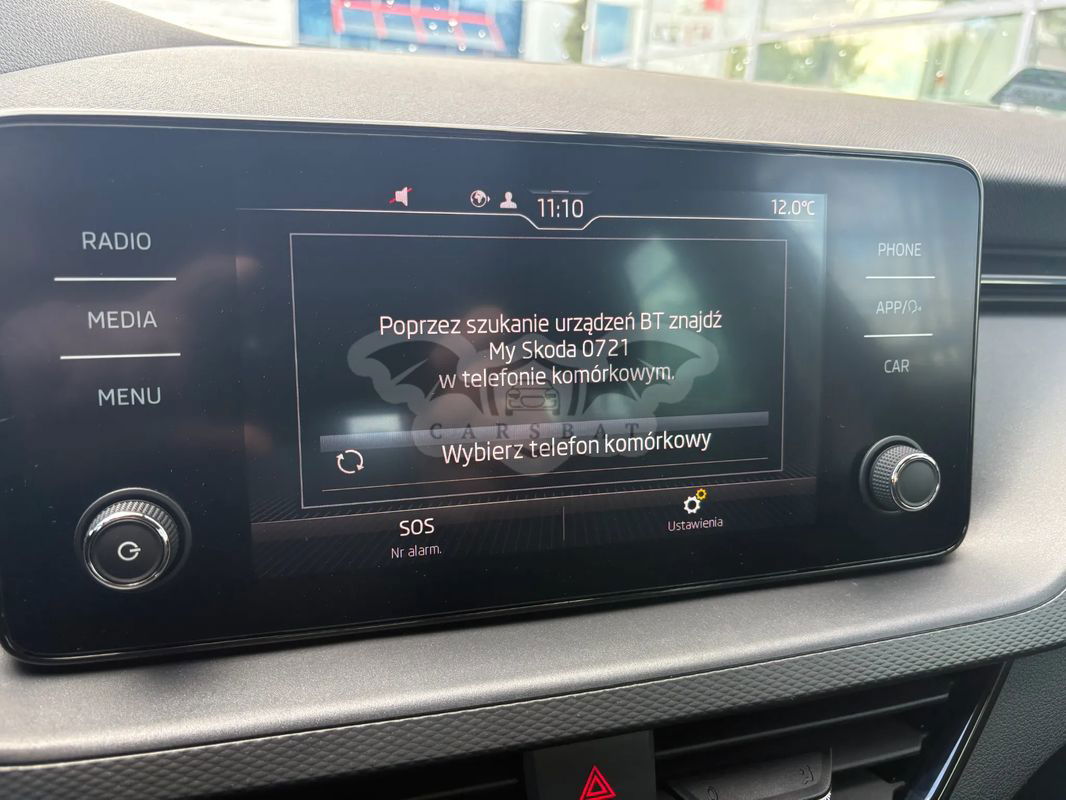 11:10
12.0°C
RADIO
MEDIA
MENU
Poprzez szukanie urządzeń BT znajdź
My Skoda 0721
w telefonie komórkowym.
CARSBAT
Wybierz telefon komórkowy
SOS
Nr alarm.
Ustawienia
PHONE
APP/
CAR